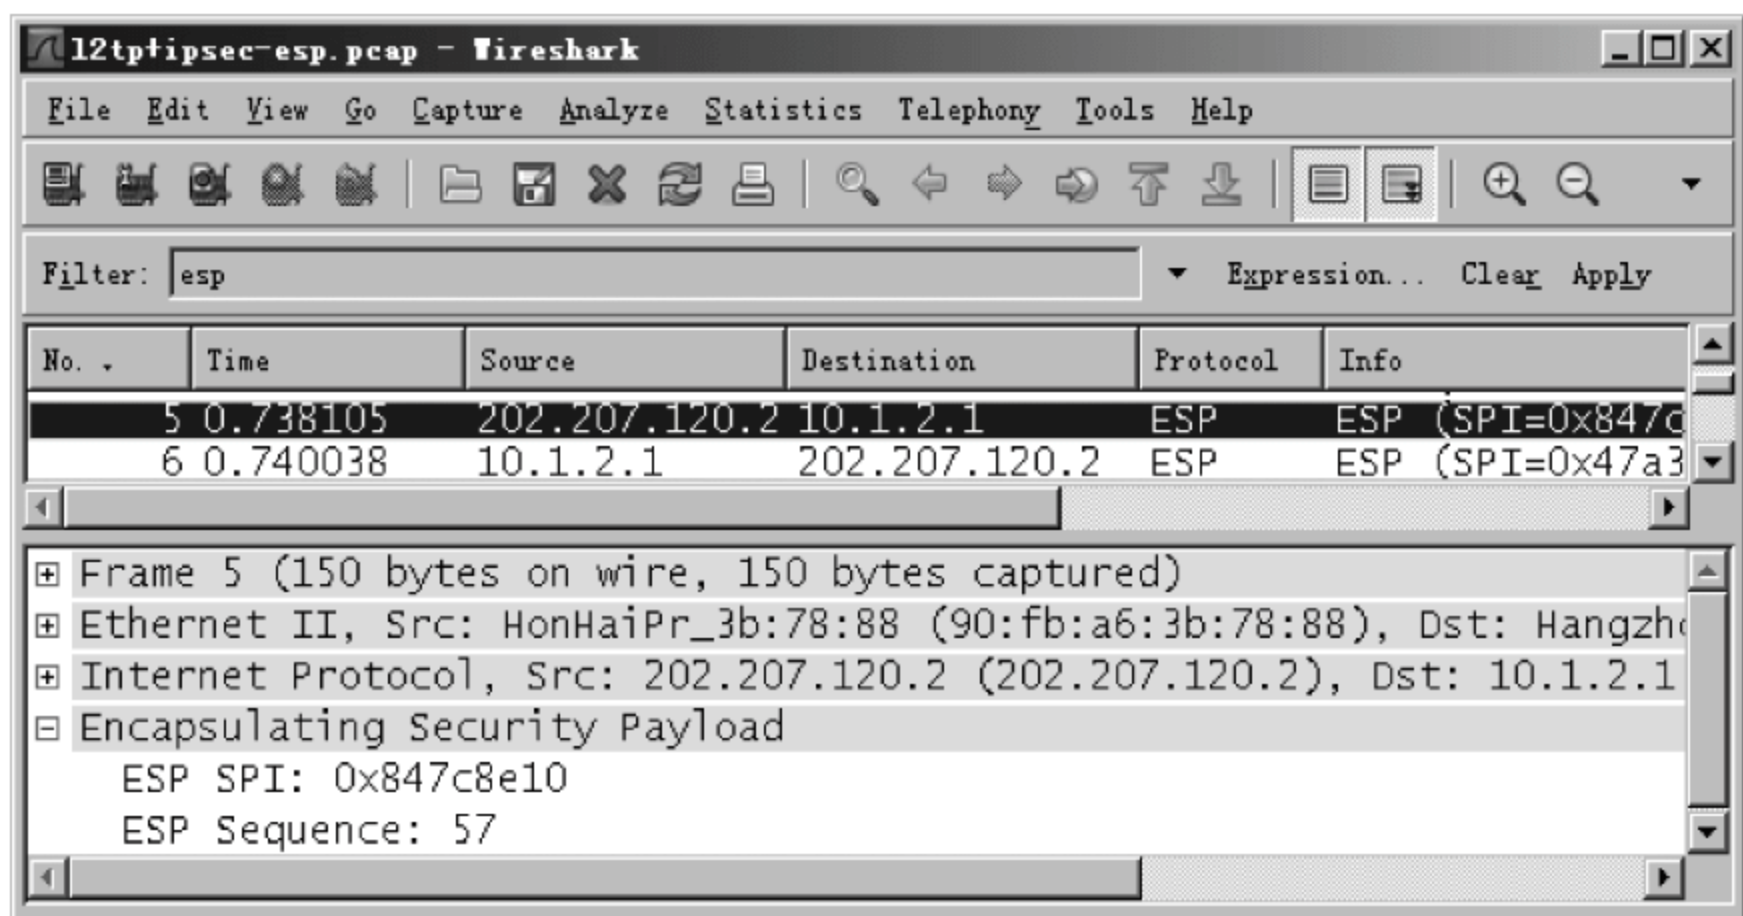 l2tp+ipsec-esp.pcap - Wireshark
File Edit View Go Capture Analyze Statistics Telephony Tools Help
Filter: esp Expression... Clear Apply
No. Time Source Destination Protocol Info
5 0.738105 202.207.120.2 10.1.2.1 ESP ESP (SPI=0x847c
6 0.740038 10.1.2.1 202.207.120.2 ESP ESP (SPI=0x47a3
Frame 5 (150 bytes on wire, 150 bytes captured)
Ethernet II, Src: HonHaiPr_3b:78:88 (90:fb:a6:3b:78:88), Dst: Hangzho
Internet Protocol, Src: 202.207.120.2 (202.207.120.2), Dst: 10.1.2.1
Encapsulating Security Payload
ESP SPI: 0x847c8e10
ESP Sequence: 57